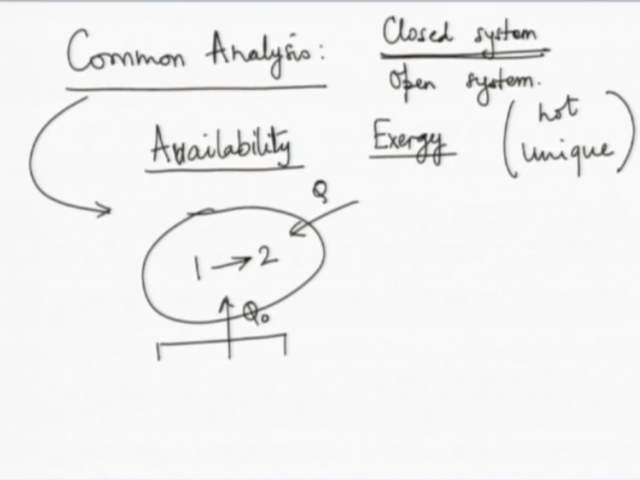 Common Analysis:
Closed system
Open system.
Availability
Exergy
(not unique)
Q
1 → 2
Q₀